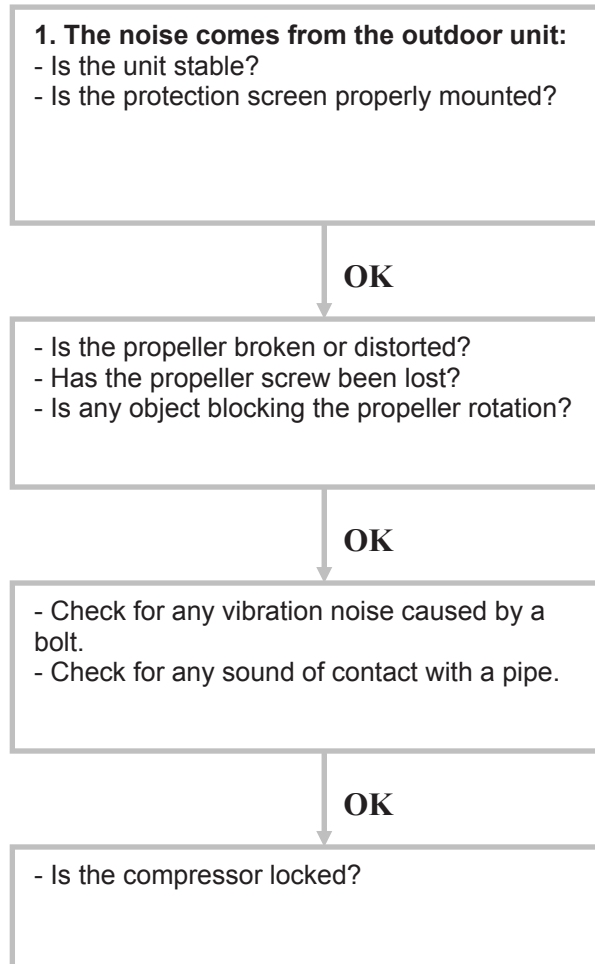 1. The noise comes from the outdoor unit:
- Is the unit stable?
- Is the protection screen properly mounted?
OK
- Is the propeller broken or distorted?
- Has the propeller screw been lost?
- Is any object blocking the propeller rotation?
OK
- Check for any vibration noise caused by a
bolt.
- Check for any sound of contact with a pipe.
OK
- Is the compressor locked?